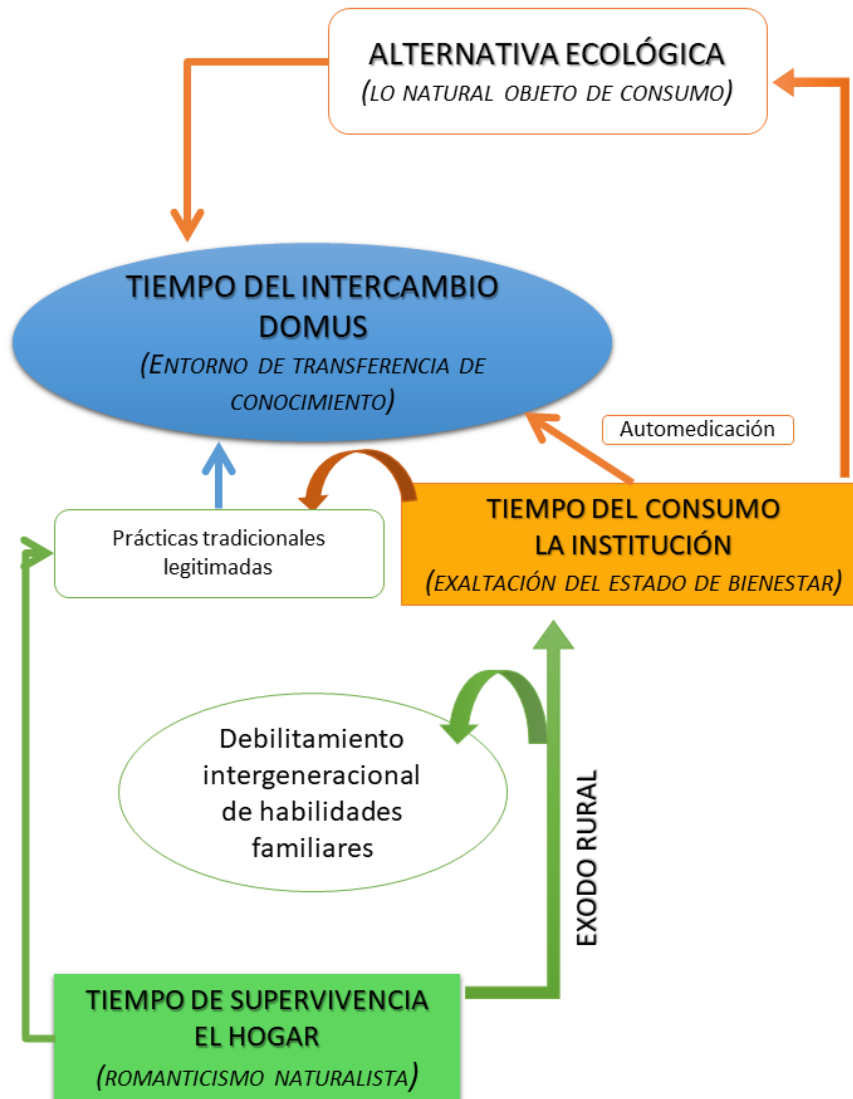 ALTERNATIVA ECOLÓGICA
(LO NATURAL OBJETO DE CONSUMO)
TIEMPO DEL INTERCAMBIO
DOMUS
(ENTORNO DE TRANSFERENCIA DE
CONOCIMIENTO)
Automedicación
TIEMPO DEL CONSUMO
LA INSTITUCIÓN
(EXALTACIÓN DEL ESTADO DE BIENESTAR)
Prácticas tradicionales
legitimadas
Debilitamiento
intergeneracional
de habilidades
familiares
EXODO RURAL
TIEMPO DE SUPERVIVENCIA
EL HOGAR
(ROMANTICISMO NATURALISTA)